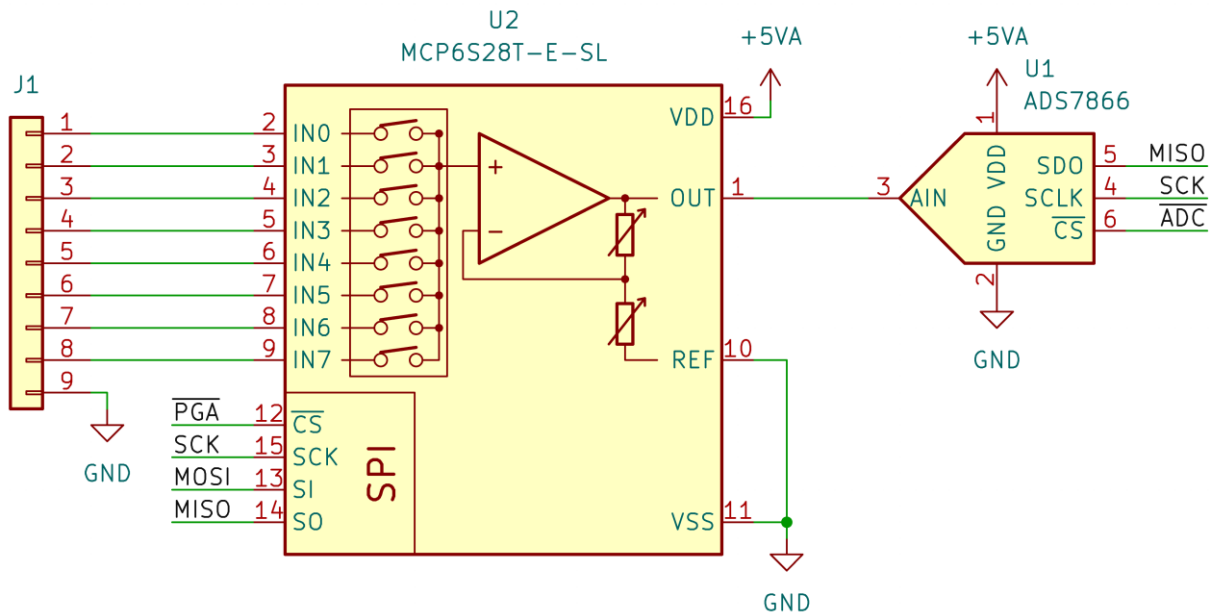 U2
MCP6S28T-E-SL
+5VA
+5VA
J1
U1
ADS7866
1 2 IN0
2 3 IN1
3 4 IN2
4 5 IN3
5 6 IN4
6 7 IN5
7 8 IN6
8 9 IN7
9
GND
PGA 12 CS
SCK 15 SCK
MOSI 13 SI
MISO 14 SO
SPI
+
−
VDD 16
OUT 1
REF 10
VSS 11
GND
3 AIN
1 VDD
GND 2
SDO 5 MISO
SCLK 4 SCK
CS 6 ADC
GND